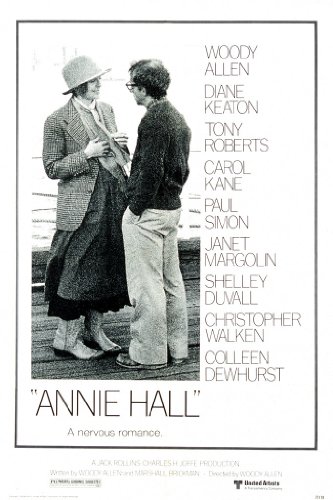 WOODY
ALLEN
DIANE
KEATON
TONY
ROBERTS
CAROL
KANE
PAUL
SIMON
JANET
MARGOLIN
SHELLEY
DUVALL
CHRISTOPHER
WALKEN
COLLEEN
DEWHURST
"ANNIE HALL"
A nervous romance.
A JACK ROLLINS-CHARLES H. JOFFE PRODUCTION
Written by WOODY ALLEN and MARSHALL BRICKMAN • Directed by WOODY ALLEN
United Artists
A Transamerica Company